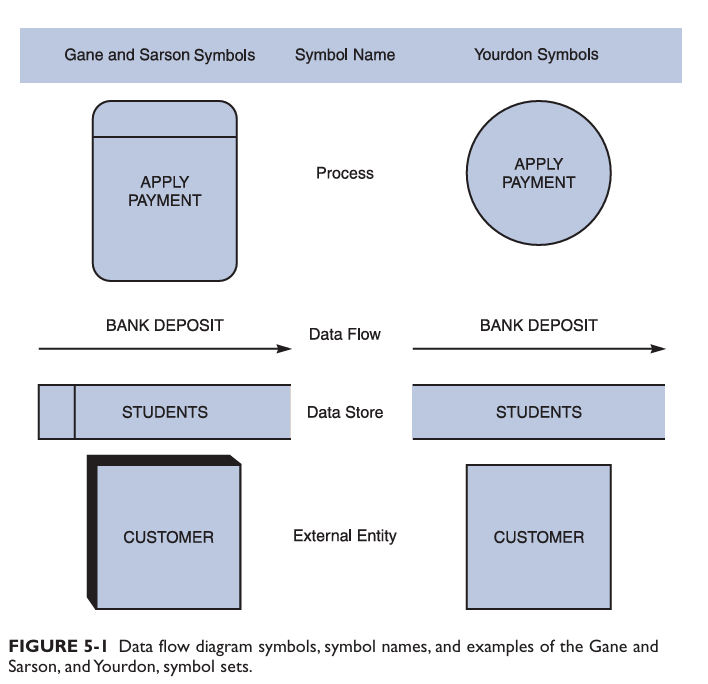 Gane and Sarson Symbols Symbol Name Yourdon Symbols
APPLY
PAYMENT
Process
APPLY
PAYMENT
BANK DEPOSIT
Data Flow
BANK DEPOSIT
STUDENTS
Data Store
STUDENTS
CUSTOMER
External Entity
CUSTOMER
FIGURE 5-1 Data flow diagram symbols, symbol names, and examples of the Gane and
Sarson, and Yourdon, symbol sets.